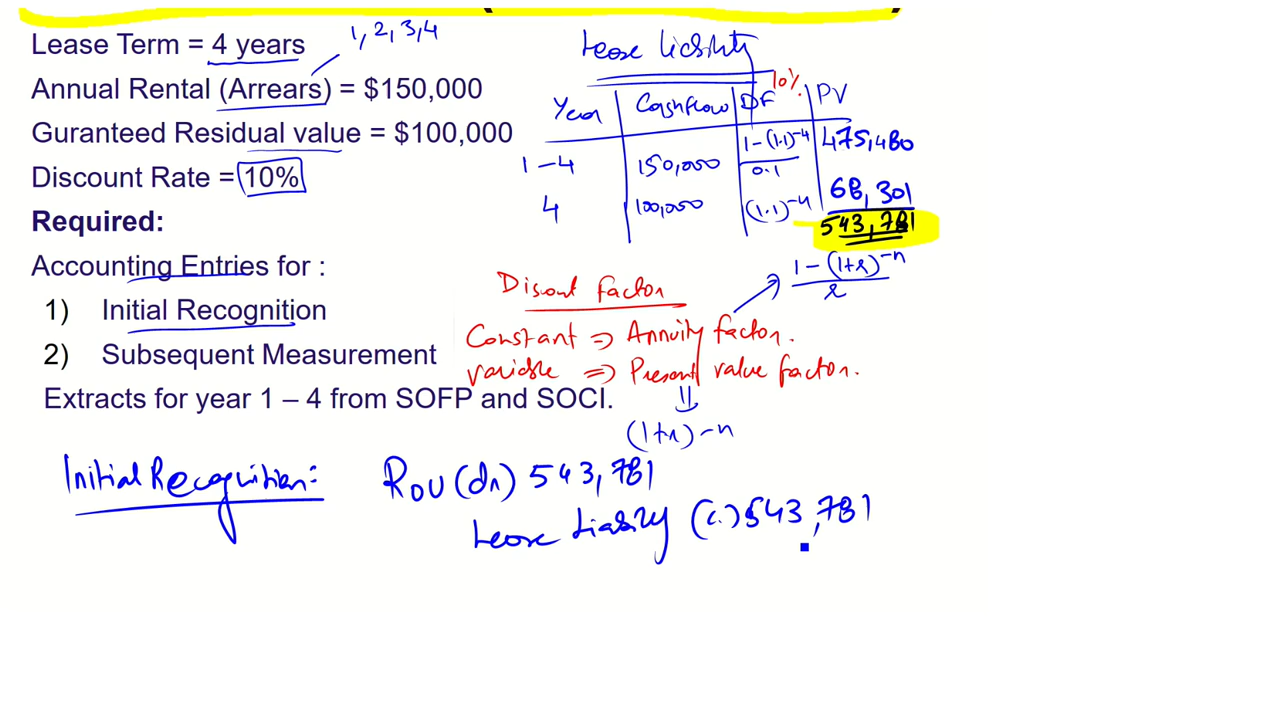 Lease Term = 4 years
1, 2, 3, 4
Annual Rental (Arrears) = $150,000
Guranteed Residual value = $100,000
Discount Rate = 10%
Required:
Accounting Entries for :
1) Initial Recognition
2) Subsequent Measurement
Extracts for year 1 – 4 from SOFP and SOCI.
Lease liability
Year Cashflow DF 10% PV
1 – 4 150,000 1-(1.1)-4 / 0.1 475,480
4 100,000 (1.1)-4 68,301
543,781
1-(1+r)-n / r
Discout factor
Constant => Annuity factor.
variable => Present value factor.
(1+r)-n
Initial Recognition: ROU (dr) 543,781
Lease Liability (cr) 543,781